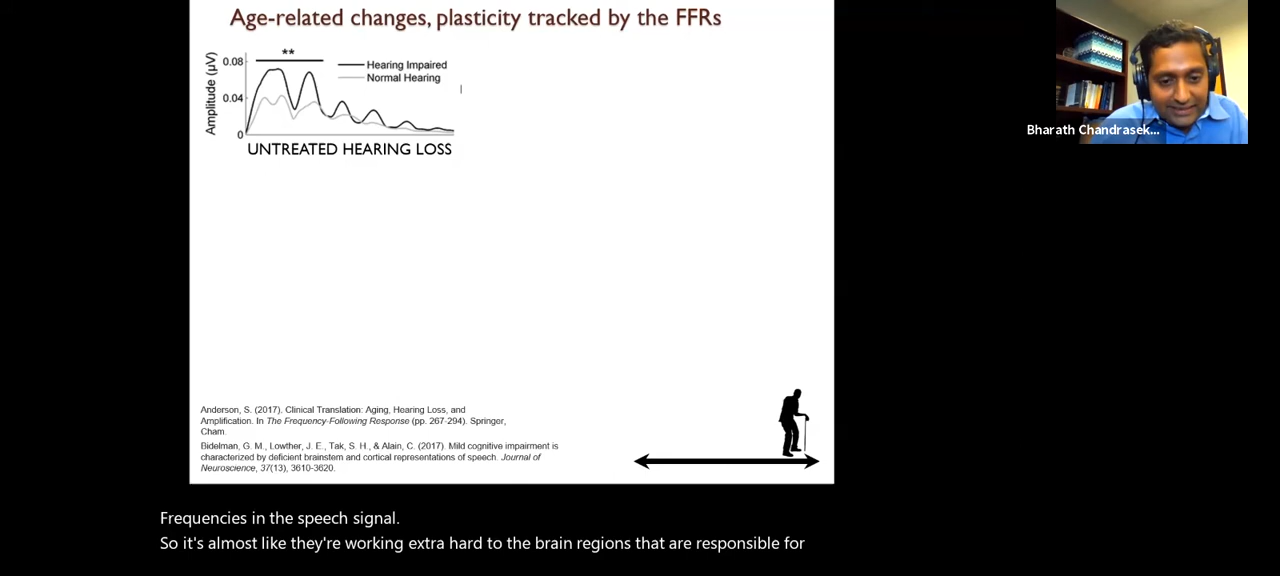 Age-related changes, plasticity tracked by the FFRs
**
0.08
0.04
0
Amplitude (µV)
Hearing Impaired
Normal Hearing
UNTREATED HEARING LOSS
Bharath Chandrasek...
Anderson, S. (2017). Clinical Translation: Aging, Hearing Loss, and
Amplification. In The Frequency-Following Response (pp. 267-294). Springer,
Cham.
Bidelman, G. M., Lowther, J. E., Tak, S. H., & Alain, C. (2017). Mild cognitive impairment is
characterized by deficient brainstem and cortical representations of speech. Journal of
Neuroscience, 37(13), 3610-3620.
Frequencies in the speech signal.
So it's almost like they're working extra hard to the brain regions that are responsible for